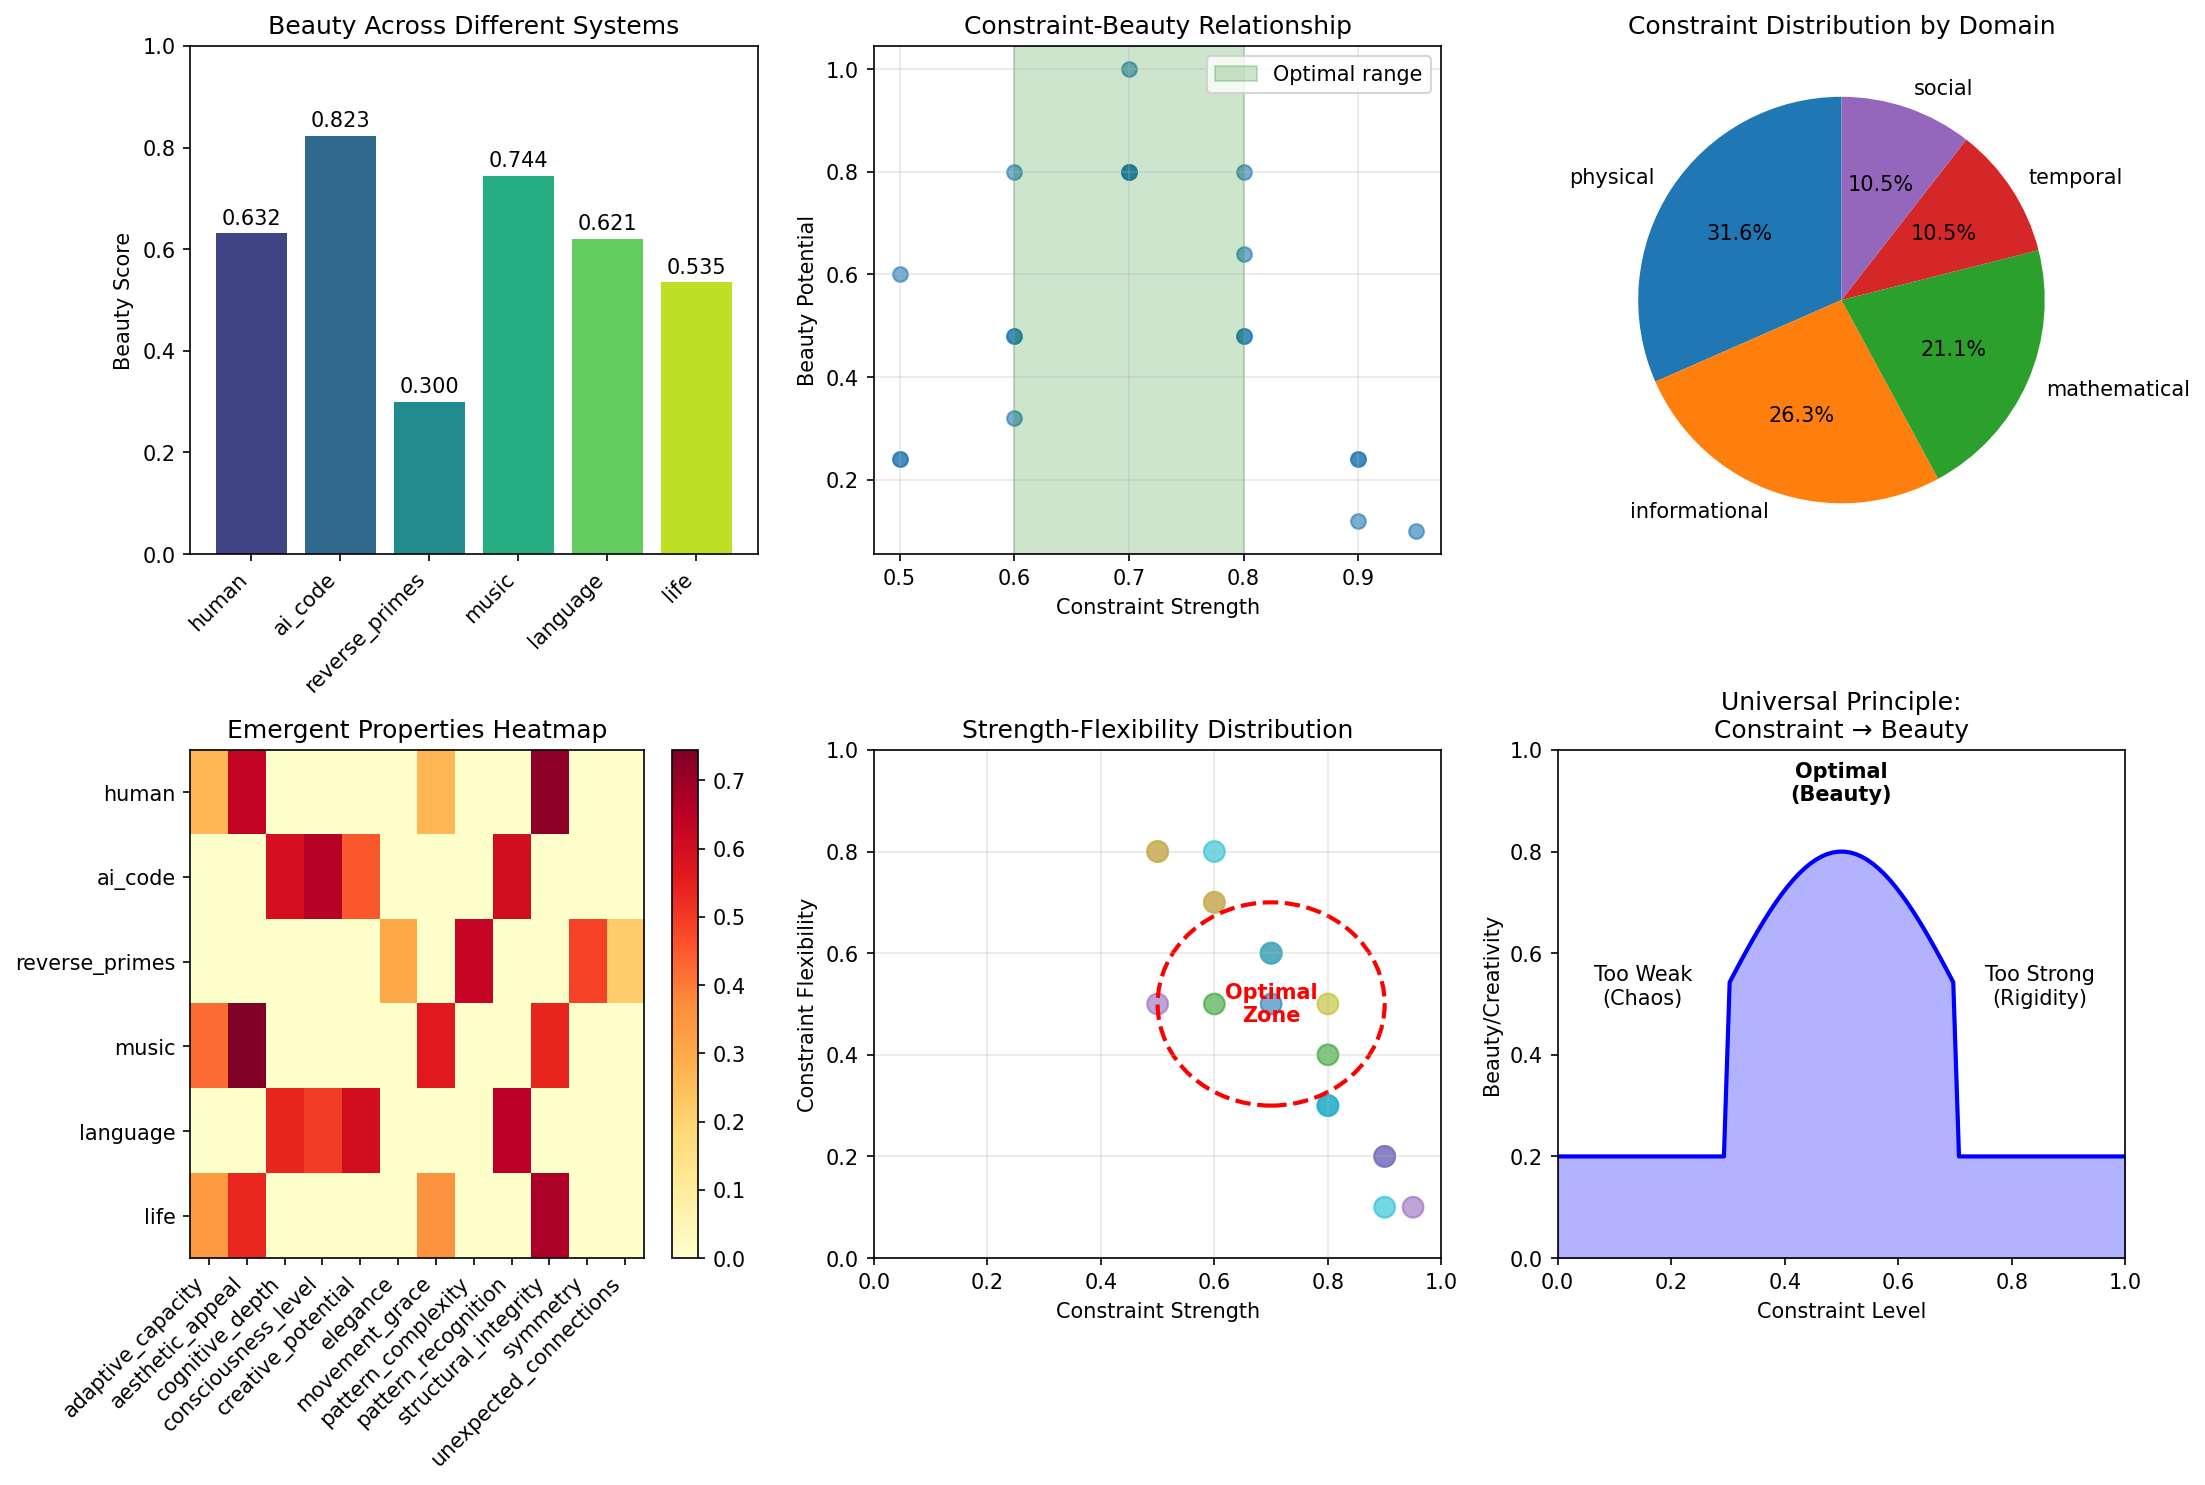 Beauty Across Different Systems
Beauty Score
1.0
0.8
0.6
0.4
0.2
0.0
0.632
0.823
0.300
0.744
0.621
0.535
human
ai_code
reverse_primes
music
language
life
Constraint-Beauty Relationship
Optimal range
Beauty Potential
1.0
0.8
0.6
0.4
0.2
0.5
0.6
0.7
0.8
0.9
Constraint Strength
Constraint Distribution by Domain
social
temporal
physical
mathematical
informational
10.5%
10.5%
31.6%
21.1%
26.3%
Emergent Properties Heatmap
human
ai_code
reverse_primes
music
language
life
adaptive_capacity
aesthetic_appeal
cognitive_depth
consciousness_level
creative_potential
elegance
movement_grace
pattern_complexity
pattern_recognition
structural_integrity
symmetry
unexpected_connections
0.7
0.6
0.5
0.4
0.3
0.2
0.1
0.0
Strength-Flexibility Distribution
Constraint Flexibility
1.0
0.8
0.6
0.4
0.2
0.0
Optimal
Zone
0.0
0.2
0.4
0.6
0.8
1.0
Constraint Strength
Universal Principle:
Constraint → Beauty
Beauty/Creativity
1.0
0.8
0.6
0.4
0.2
0.0
Optimal
(Beauty)
Too Weak
(Chaos)
Too Strong
(Rigidity)
0.0
0.2
0.4
0.6
0.8
1.0
Constraint Level